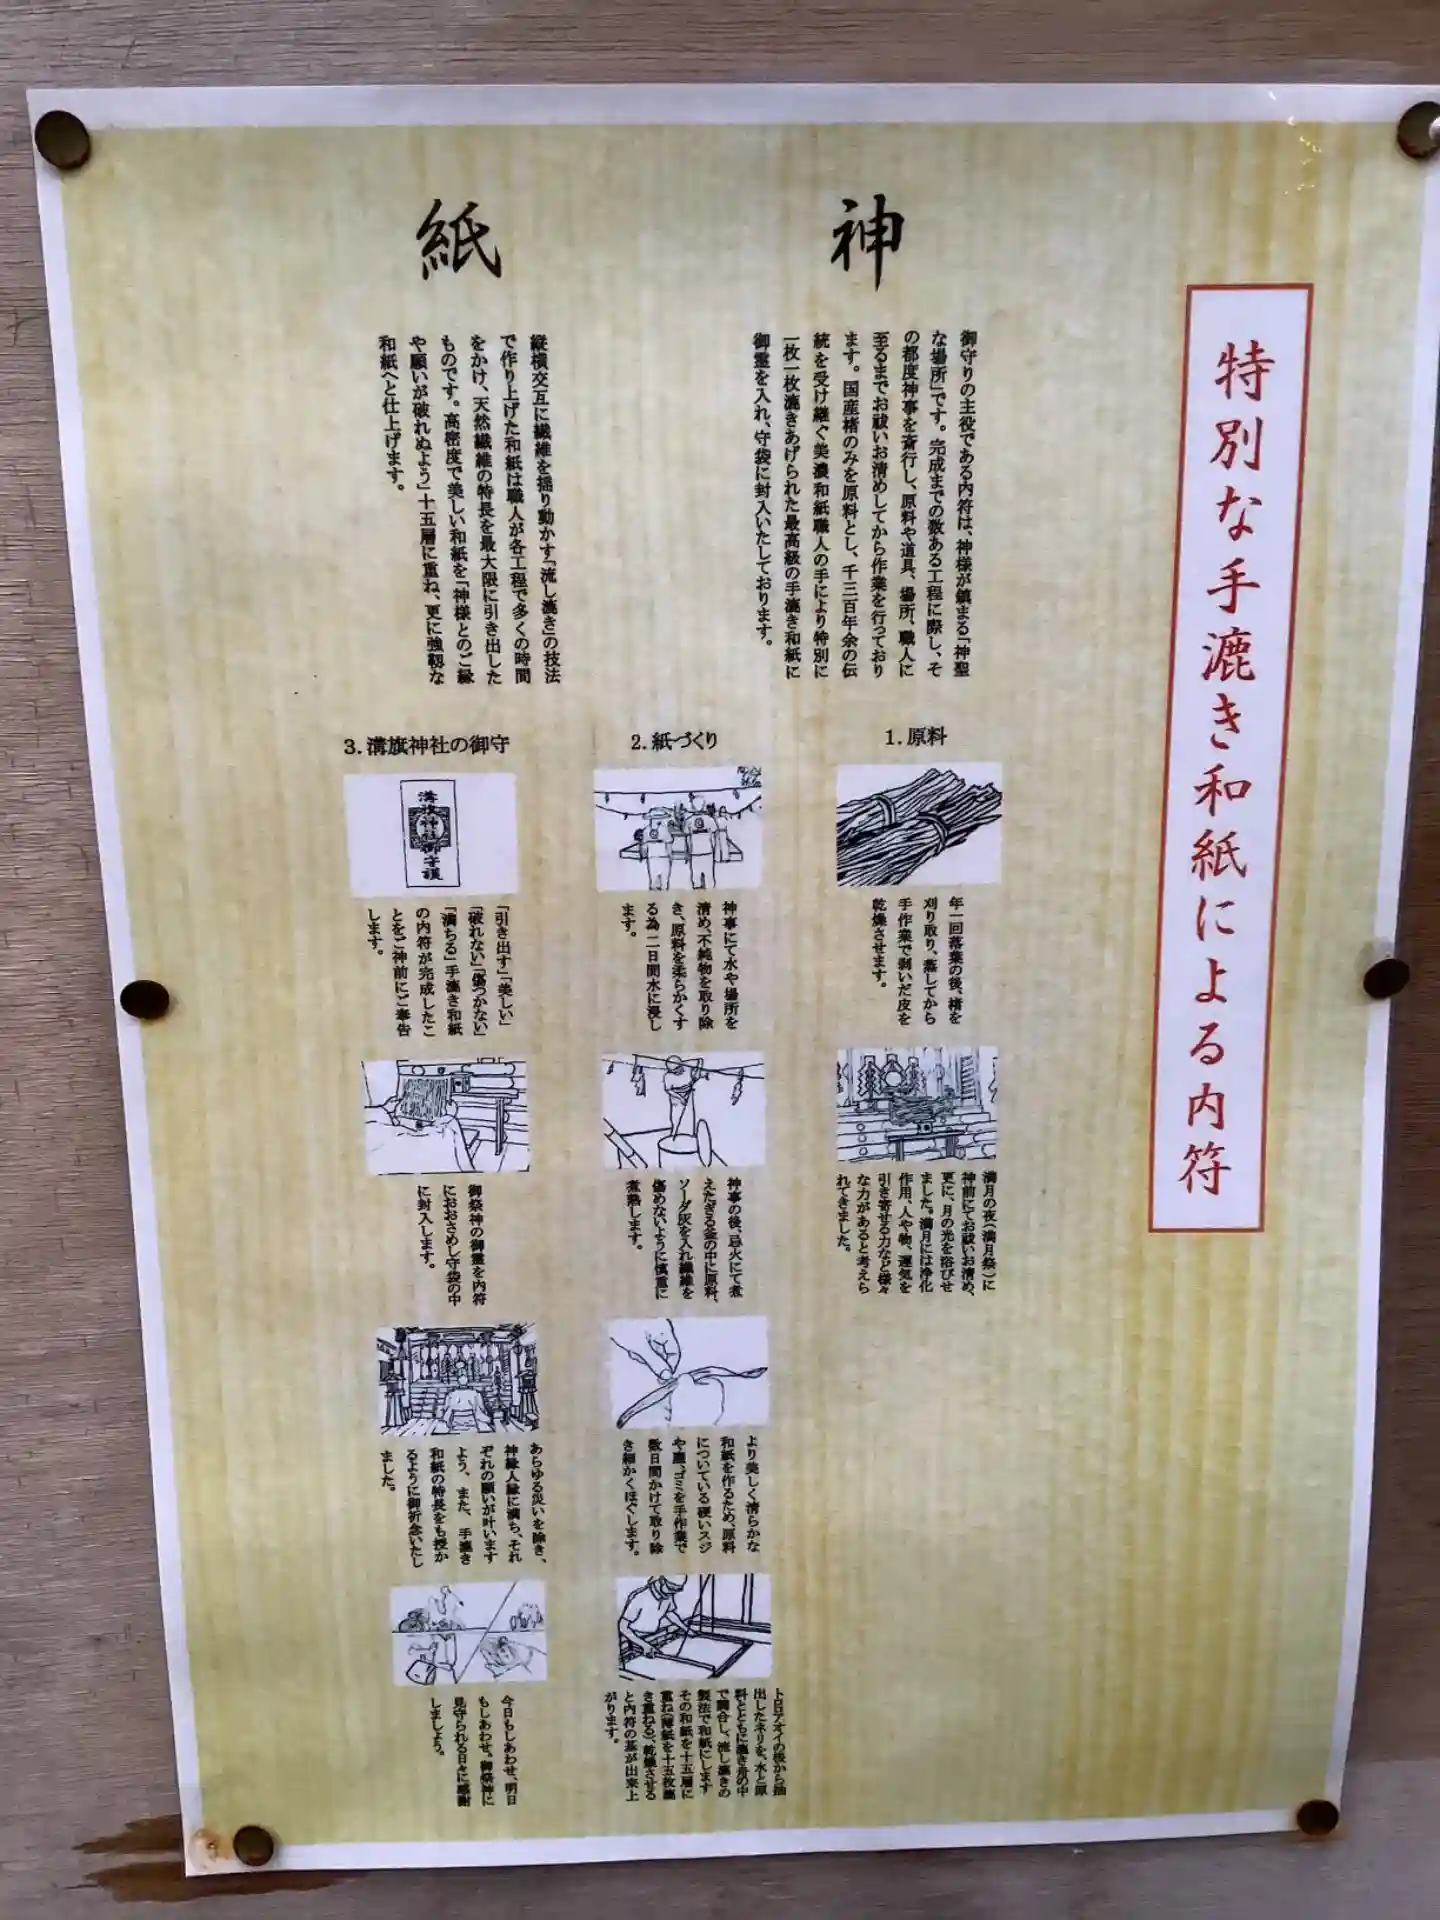 特別な手漉き和紙による内符
神
御守りの主役である内符は、神様が鎮まる「神聖
な場所」です。完成までの数ある工程に際し、そ
の都度神事を斎行し、原料や道具、場所、職人に
至るまでお祓いお清めしてから作業を行っており
ます。国産楮のみを原料とし、千三百年余の伝
統を受け継ぐ美濃和紙職人の手により特別に
一枚一枚漉きあげられた最高級の手漉き和紙に
御霊を入れ、守袋に封入いたしております。
紙
縦横交互に繊維を揺り動かす「流し漉き」の技法
で作り上げた和紙は職人が各工程で多くの時間
をかけ、天然繊維の特長を最大限に引き出した
ものです。高密度で美しい和紙を「神様とのご縁
や願いが破れぬよう」十五層に重ね、更に強靱な
和紙へと仕上げます。
1. 原料
年一回落葉の後、楮を
刈り取り、蒸してから
手作業で剥いだ皮を
乾燥させます。
満月の夜（満月祭）に
神前にてお祓いお清め、
更に、月の光を浴びせ
ました。満月には浄化
作用、人や物、運気を
引き寄せる力など様々
な力があると考えら
れてきました。
2. 紙づくり
神事にて水や場所を
清め、不純物を取り除
き、原料を柔らかくす
る為一日間水に浸し
ます。
神事の後、忌火にて煮
えたぎる釜の中に原料、
ソーダ灰を入れ繊維を
傷めないように慎重に
煮熟します。
より美しく清らかな
和紙を作るため、原料
についている硬いスジ
や塵、ゴミを手作業で
数日間かけて取り除
き細かくほぐします。
トロロアオイの根から抽
出したネリを、水と原
料とともに漉き舟の中
で調合し、流し漉きの
製法で和紙にします
その和紙を十五層に
重ね（薄紙を十五枚漉
き重ねる）、乾燥させる
と内符の基が出来上
がります。
3. 溝旗神社の御守
溝旗神社御守護
「引き出す」「美しい」
「破れない」「傷つかない」
「満ちる」手漉き和紙
の内符が完成したこ
とをご神前にご奉告
します。
御祭神の御霊を内符
におおさめし守袋の中
に封入します。
あらゆる災いを除き、
神縁人縁に満ち、それ
ぞれの願いが叶います
よう、また、手漉き
和紙の特長をも授か
るように御祈念いたし
ました。
今日もしあわせ、明日
もしあわせ。御祭神に
見守られる日々に感謝
しましょう。